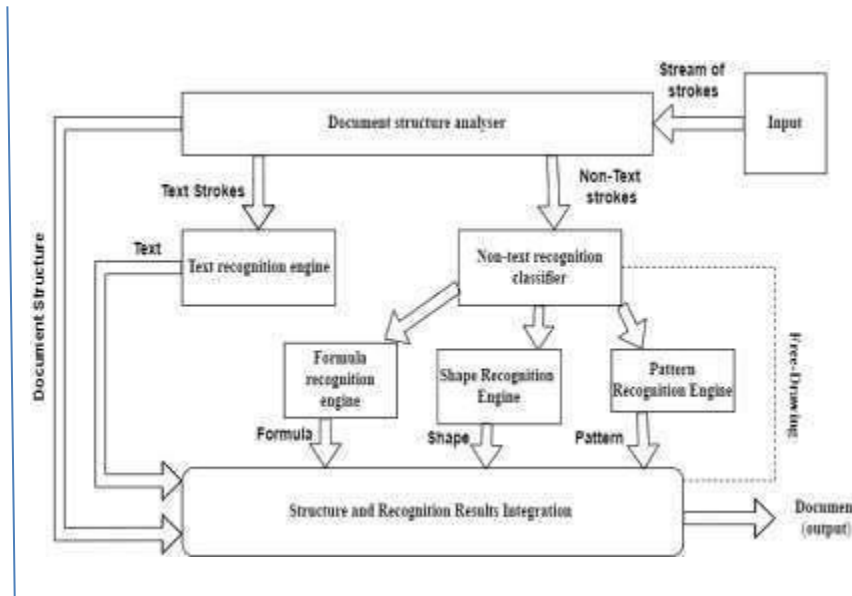 Stream of
strokes
Input
Document structure analyser
Text Strokes
Non-Text
strokes
Text
Text recognition engine
Non-text recognition
classifier
Document Structure
Free-Drawing
Formula
recognition
engine
Shape Recognition
Engine
Pattern
Recognition Engine
Formula
Shape
Pattern
Structure and Recognition Results Integration
Documen
(output)